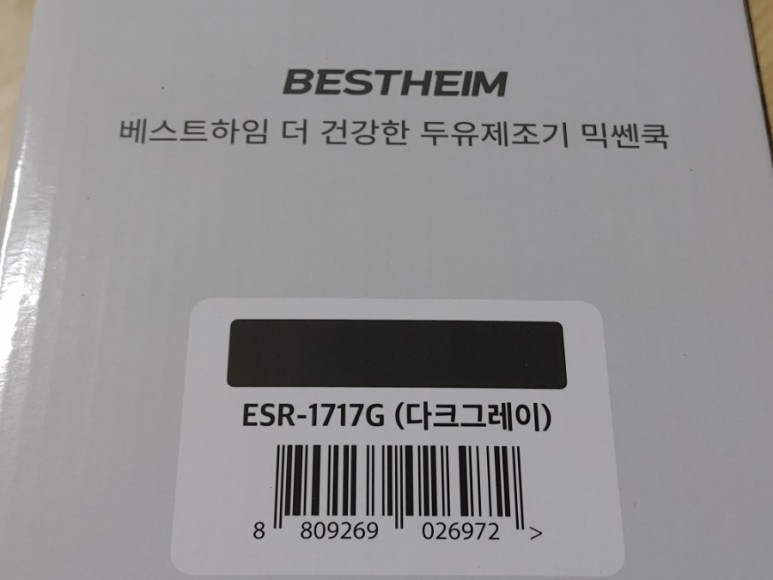 BESTHEIM
베스트하임 더 건강한 두유제조기 믹쎈쿡
ESR-1717G (다크그레이)
8 809269 026972 >